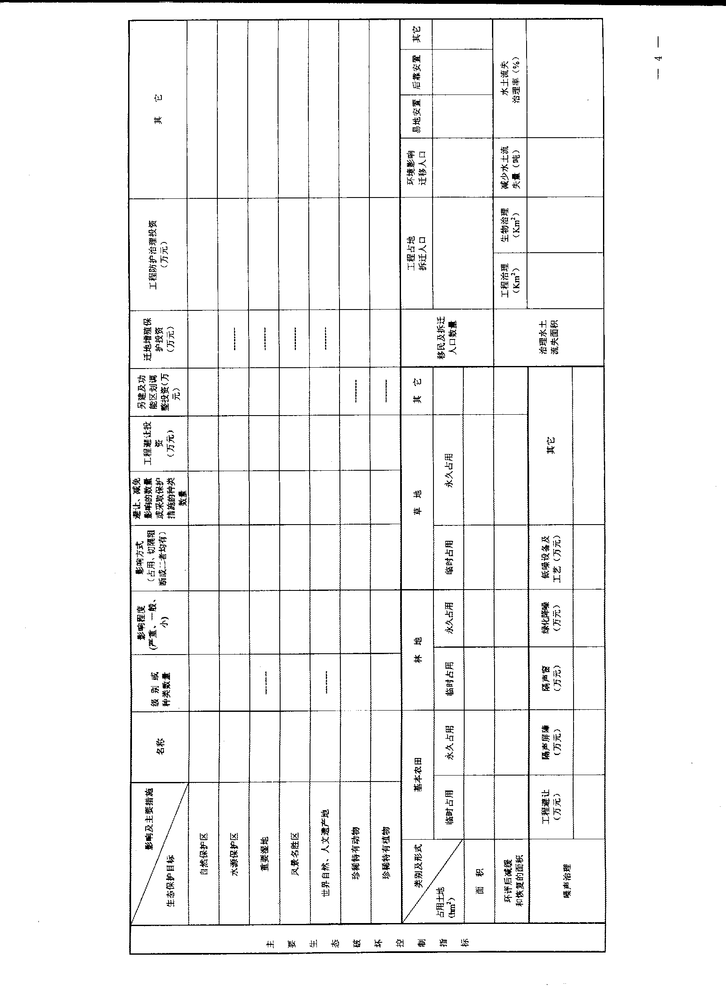 主要生态破坏控制指标
影响及主要措施
生态保护目标
名称
级 别 或
种类数量
影响程度
(严重、一般、
小)
影响方式
(占用、切隔阻
断或二者均有)
避让、减免
影响的数量
或采取保护
措施的种类
数量
工程避让投
资
(万元)
另建及功
能区划调
整投资(万
元)
迁地增殖保
护投资
(万元)
工程防护治理投资
(万元)
其 它
自然保护区
水源保护区
--------
重要湿地
--------
--------
风景名胜区
--------
世界自然、人文遗产地
--------
--------
珍稀特有动物
--------
珍稀特有植物
--------
类别及形式
占用土地
(hm²)
基本农田
林 地
草 地
其 它
移民及拆迁
人口数量
工程占地
拆迁人口
环境影响
迁移人口
易地安置
后靠安置
其它
临时占用
永久占用
临时占用
永久占用
临时占用
永久占用
面 积
环评后减缓
和恢复的面积
治理水土
流失面积
工程治理
(Km²)
生物治理
(Km²)
减少水土流
失量(吨)
水土流失
治理率(%)
噪声治理
工程避让
(万元)
隔声屏障
(万元)
隔声窗
(万元)
绿化降噪
(万元)
低噪设备及
工艺(万元)
其它
— 4 —